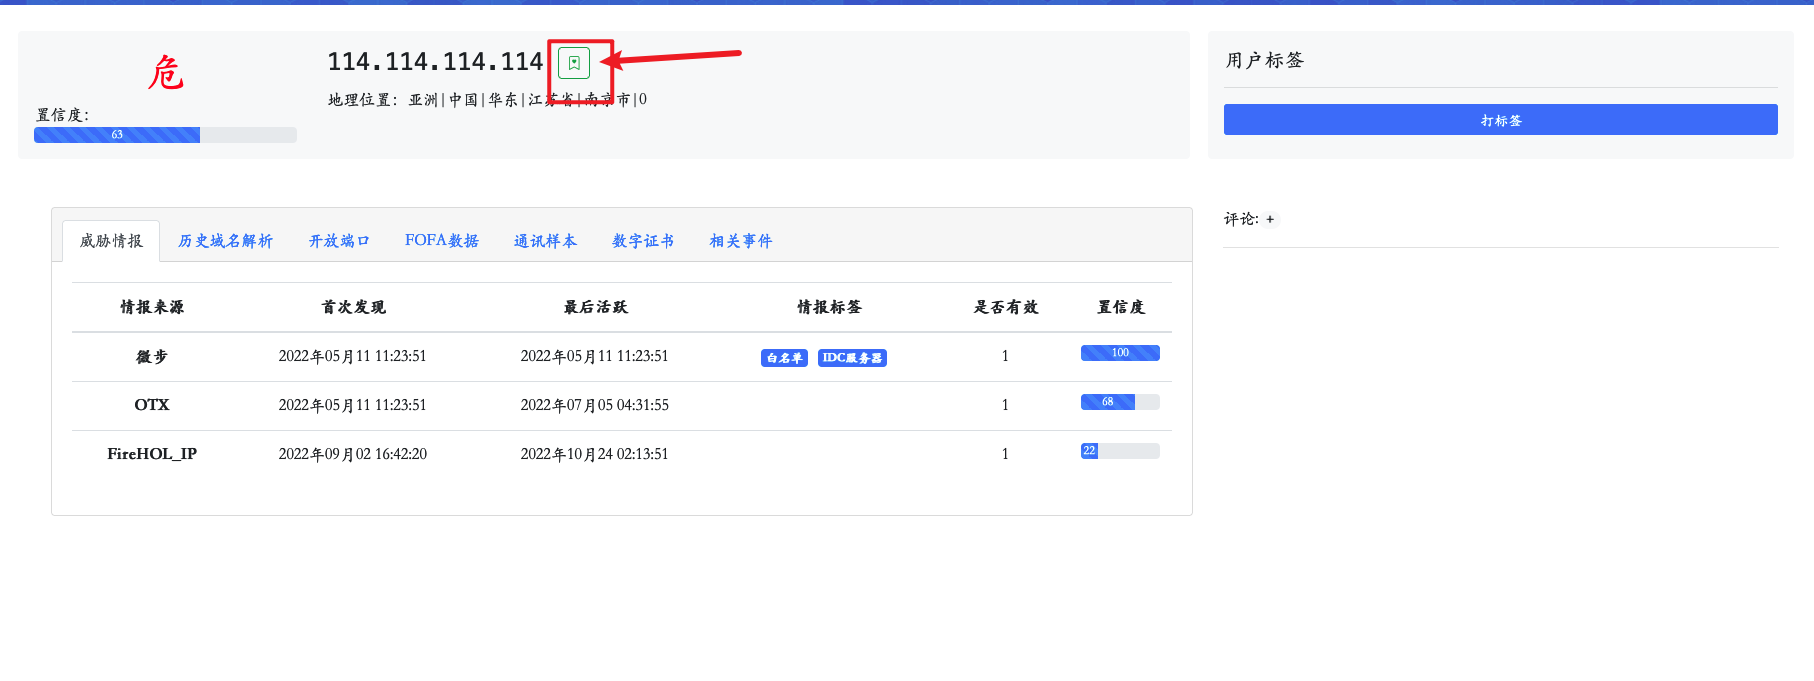 危
置信度:
63
114.114.114.114
地理位置: 亚洲|中国|华东|江苏省|南京市|0
用户标签
打标签
评论: +
威胁情报 历史域名解析 开放端口 FOFA数据 通讯样本 数字证书 相关事件
情报来源 首次发现 最后活跃 情报标签 是否有效 置信度
微步 2022年05月11 11:23:51 2022年05月11 11:23:51 白名单 IDC服务器 1 100
OTX 2022年05月11 11:23:51 2022年07月05 04:31:55 1 68
FireHOL_IP 2022年09月02 16:42:20 2022年10月24 02:13:51 1 22